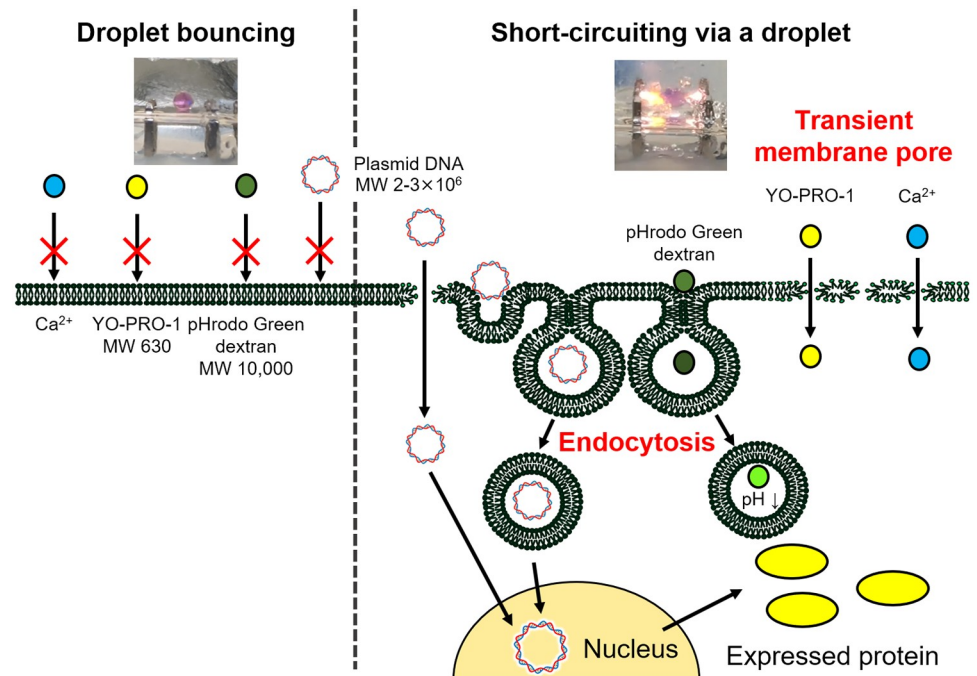 Droplet bouncing
Short-circuiting via a droplet
Transient
membrane pore
Plasmid DNA
MW 2-3×10⁶
YO-PRO-1
Ca²⁺
pHrodo Green
dextran
Ca²⁺
YO-PRO-1
MW 630
pHrodo Green
dextran
MW 10,000
Endocytosis
pH ↓
Nucleus
Expressed protein